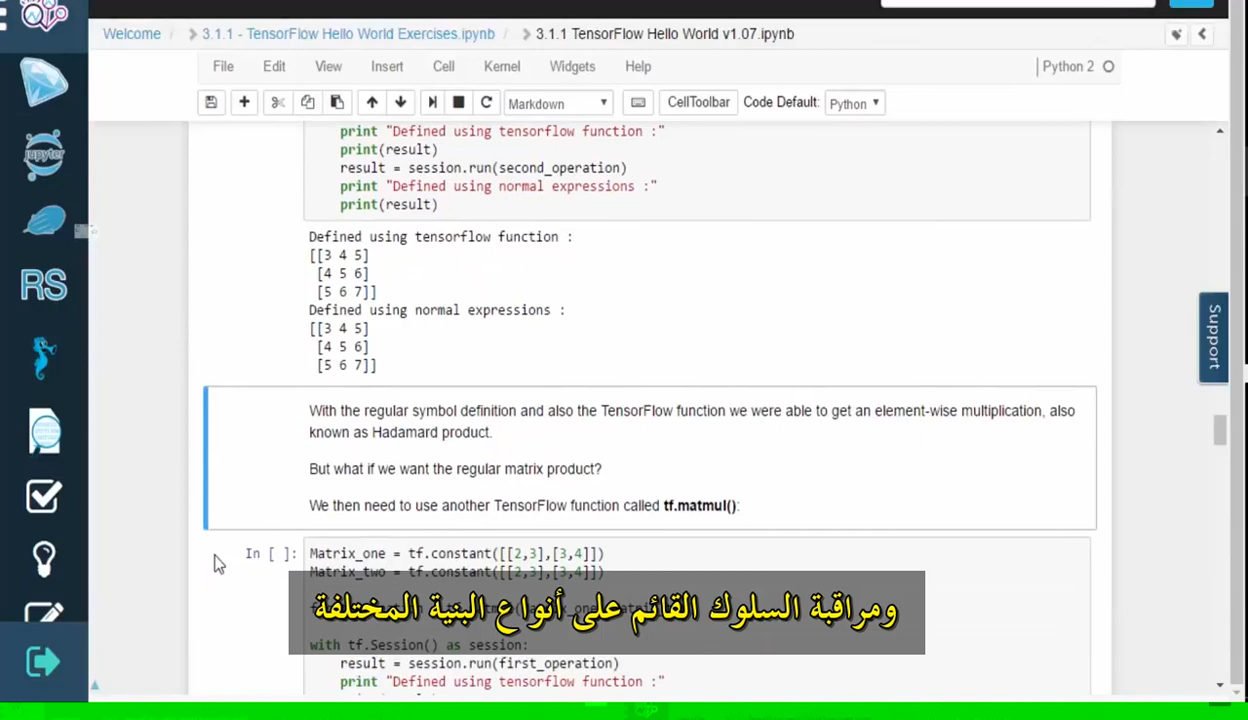 Welcome
3.1.1 - TensorFlow Hello World Exercises.ipynb
3.1.1 TensorFlow Hello World v1.07.ipynb
File Edit View Insert Cell Kernel Widgets Help
Python 2
Markdown
CellToolbar
Code Default:
Python
jupyter
RS
Support
print "Defined using tensorflow function :"
print(result)
result = session.run(second_operation)
print "Defined using normal expressions :"
print(result)
Defined using tensorflow function :
[[3 4 5]
[4 5 6]
[5 6 7]]
Defined using normal expressions :
[[3 4 5]
[4 5 6]
[5 6 7]]
With the regular symbol definition and also the TensorFlow function we were able to get an element-wise multiplication, also
known as Hadamard product.
But what if we want the regular matrix product?
We then need to use another TensorFlow function called tf.matmul():
In [ ]:
Matrix_one = tf.constant([[2,3],[3,4]])
Matrix_two = tf.constant([[2,3],[3,4]])
ومراقبة السلوك القائم على أنواع البنية المختلفة
with tf.Session() as session:
result = session.run(first_operation)
print "Defined using tensorflow function :"